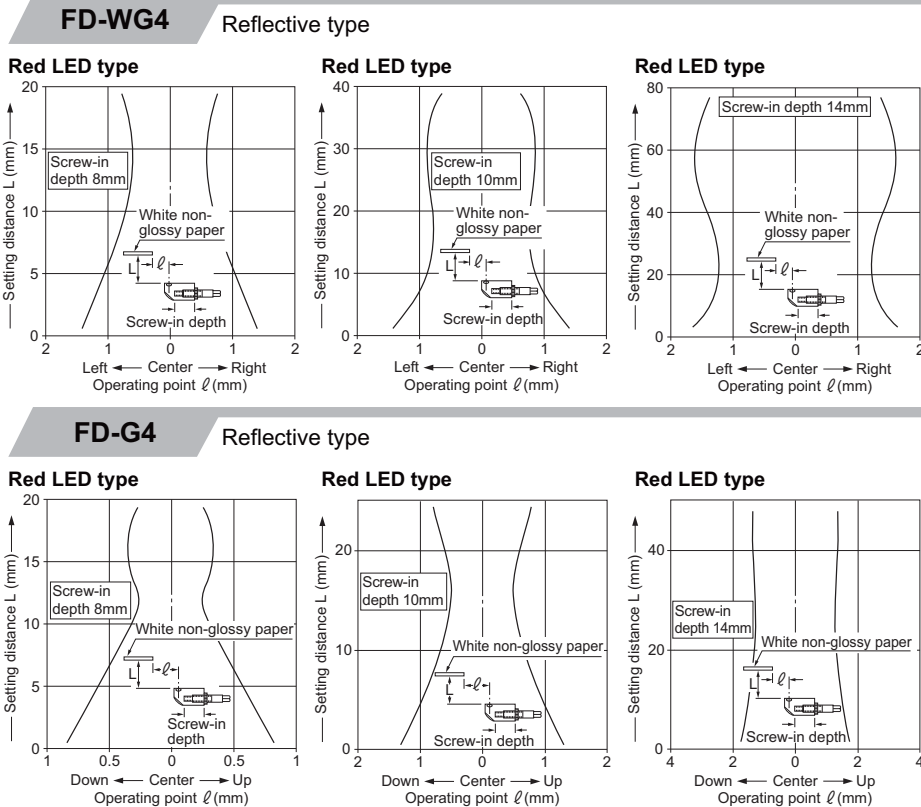 FD-WG4 Reflective type
Red LED type
20
15
10
5
0
Setting distance L (mm)
Screw-in
depth 8mm
White non-
glossy paper
L
ℓ
Screw-in depth
2 1 0 1 2
Left Center Right
Operating point ℓ (mm)
Red LED type
40
30
20
10
0
Setting distance L (mm)
Screw-in
depth 10mm
White non-
glossy paper
L
ℓ
Screw-in depth
2 1 0 1 2
Left Center Right
Operating point ℓ (mm)
Red LED type
80
60
40
20
0
Setting distance L (mm)
Screw-in depth 14mm
White non-
glossy paper
L
ℓ
Screw-in depth
2 1 0 1 2
Left Center Right
Operating point ℓ (mm)
FD-G4 Reflective type
Red LED type
20
15
10
5
0
Setting distance L (mm)
Screw-in
depth 8mm
White non-glossy paper
L
ℓ
Screw-in
depth
1 0.5 0 0.5 1
Down Center Up
Operating point ℓ (mm)
Red LED type
20
10
0
Setting distance L (mm)
Screw-in
depth 10mm
White non-glossy paper
L
ℓ
Screw-in depth
2 1 0 1 2
Down Center Up
Operating point ℓ (mm)
Red LED type
40
20
0
Setting distance L (mm)
Screw-in
depth 14mm
White non-glossy paper
L
ℓ
Screw-in depth
4 2 0 2 4
Down Center Up
Operating point ℓ (mm)